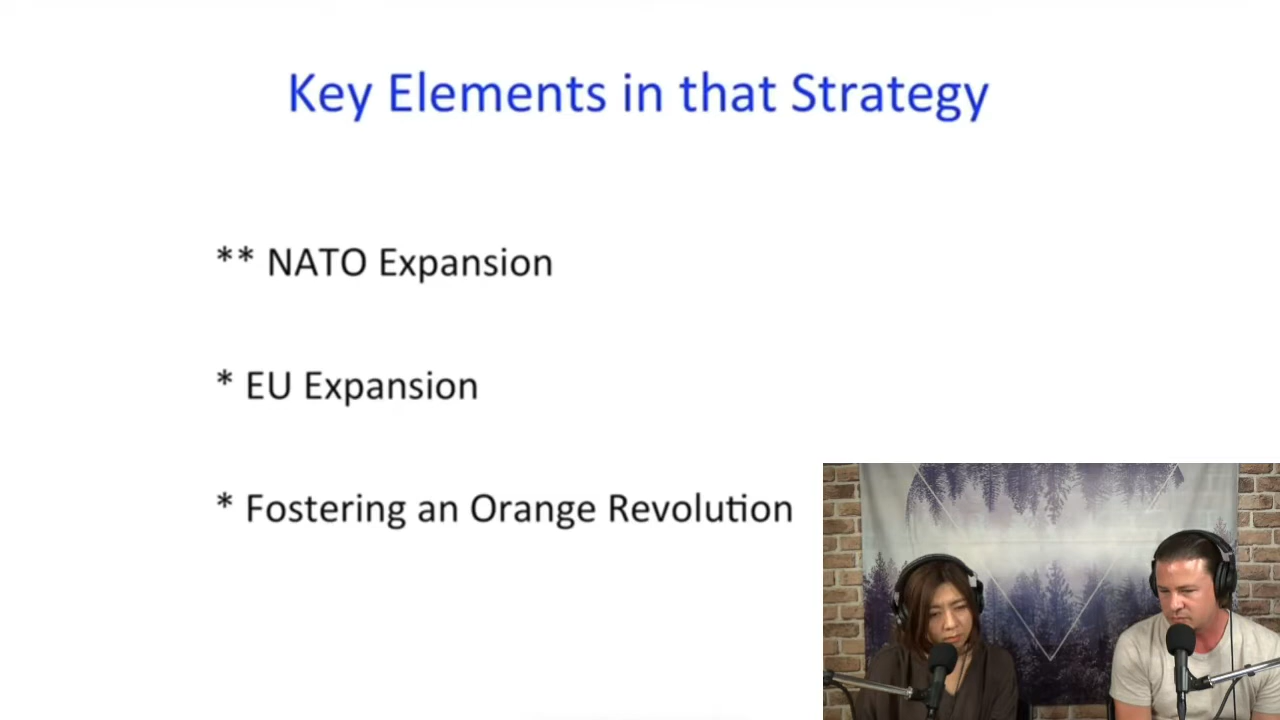 Key Elements in that Strategy
** NATO Expansion
* EU Expansion
* Fostering an Orange Revolution